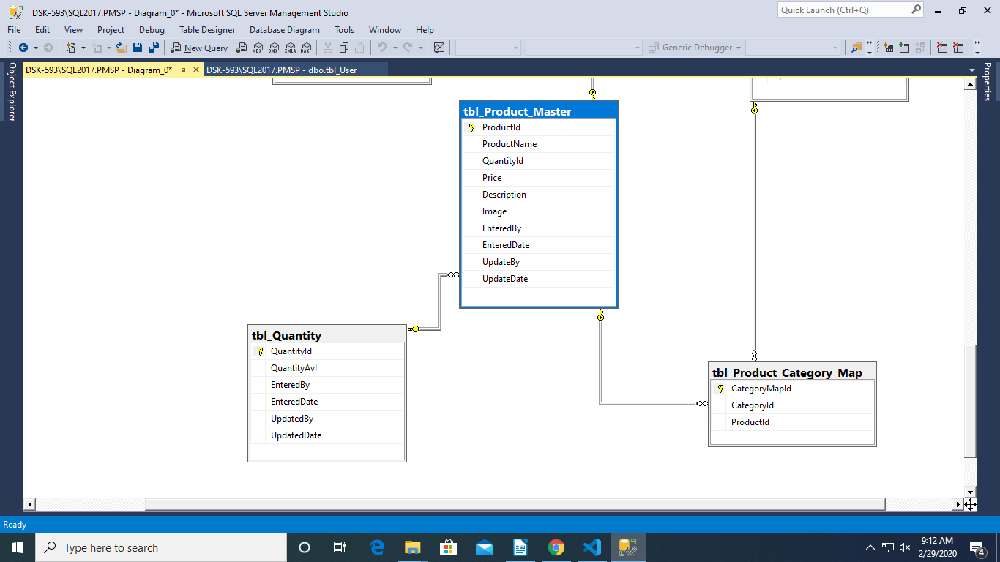 DSK-593\SQL2017.PMSP - Diagram_0* - Microsoft SQL Server Management Studio
Quick Launch (Ctrl+Q)
File Edit View Project Debug Table Designer Database Diagram Tools Window Help
New Query MDX DMX XMLA DAX Generic Debugger
DSK-593\SQL2017.PMSP - Diagram_0* DSK-593\SQL2017.PMSP - dbo.tbl_User
Object Explorer
Properties
tbl_Product_Master
ProductId
ProductName
QuantityId
Price
Description
Image
EnteredBy
EnteredDate
UpdateBy
UpdateDate
tbl_Quantity
QuantityId
QuantityAvl
EnteredBy
EnteredDate
UpdatedBy
UpdatedDate
tbl_Product_Category_Map
CategoryMapId
CategoryId
ProductId
Ready
Type here to search
9:12 AM
2/29/2020
4